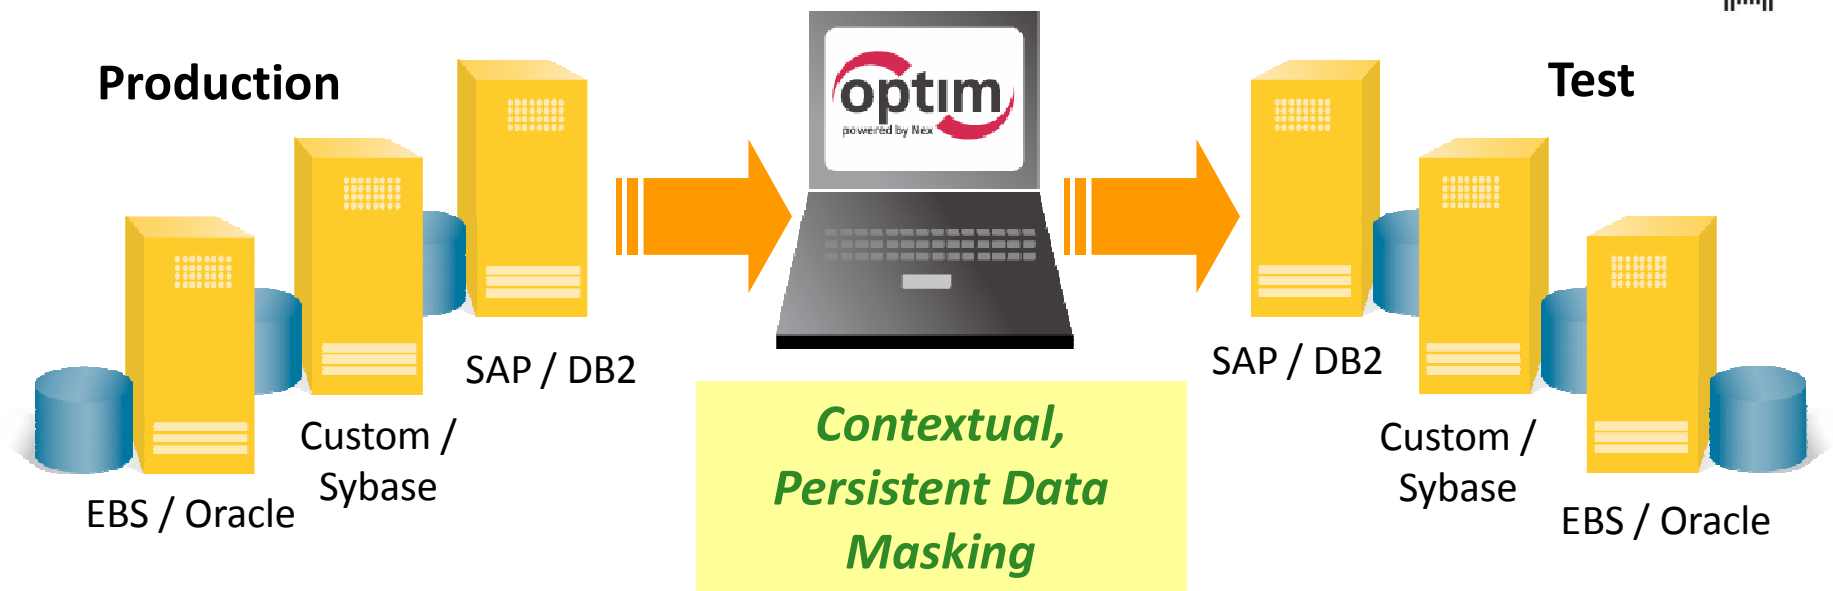 Production
optim
powered by Nex
Test
SAP / DB2
Custom /
Sybase
EBS / Oracle
Contextual,
Persistent Data
Masking
SAP / DB2
Custom /
Sybase
EBS / Oracle